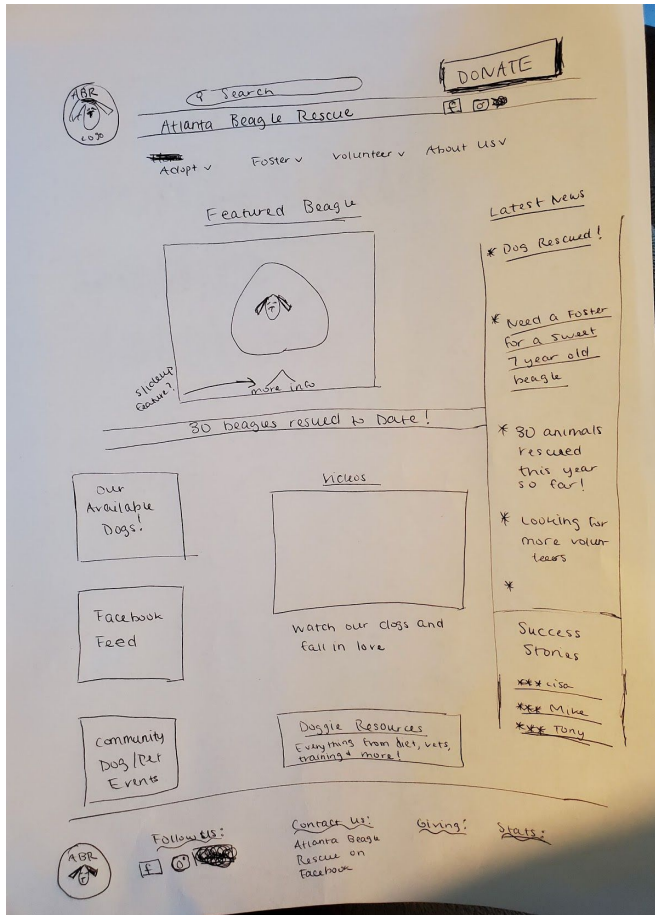 ABR
LOGO
Search
DONATE
Atlanta Beagle Rescue
f
Adopt v
Foster v
Volunteer v
About Us v
Featured Beagle
more info
slideup
feature?
30 beagles resued to Date!
Latest News
* Dog Rescued!
* Need a Foster
for a sweet
7 year old
beagle
* 30 animals
rescued
this year
so far!
* Looking for
more volun-
teers
*
Our
Available
Dogs!
Videos
Watch our dogs and
fall in love
Facebook
Feed
Success
Stories
*** Lisa
*** Mike
*** Tony
Community
Dog/Pet
Events
Doggie Resources
Everything from diet, vets,
training & more!
ABR
Follow Us:
f
Contact Us:
Atlanta Beagle
Rescue on
Facebook
Giving:
Stats: